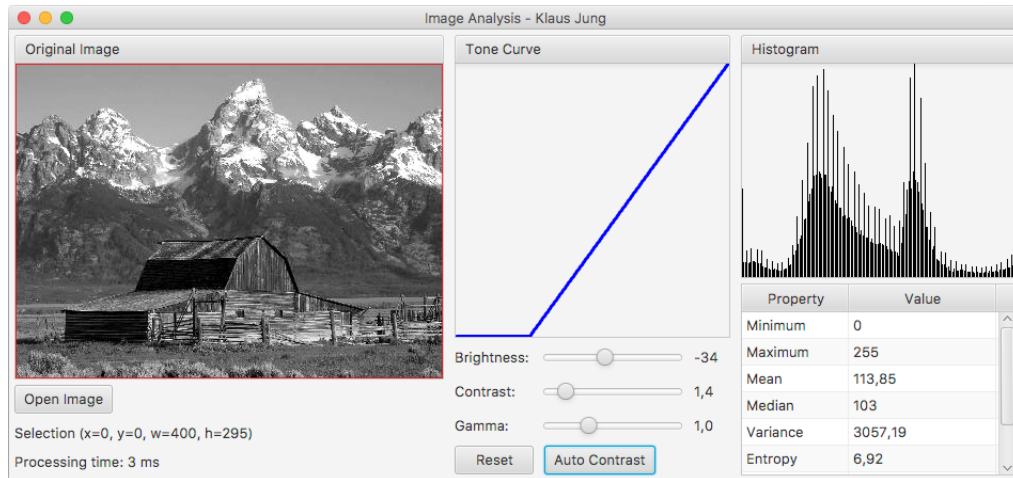 Image Analysis - Klaus Jung
Original Image
Open Image
Selection (x=0, y=0, w=400, h=295)
Processing time: 3 ms
Tone Curve
Brightness: -34
Contrast: 1,4
Gamma: 1,0
Reset Auto Contrast
Histogram
Property Value
Minimum 0
Maximum 255
Mean 113,85
Median 103
Variance 3057,19
Entropy 6,92